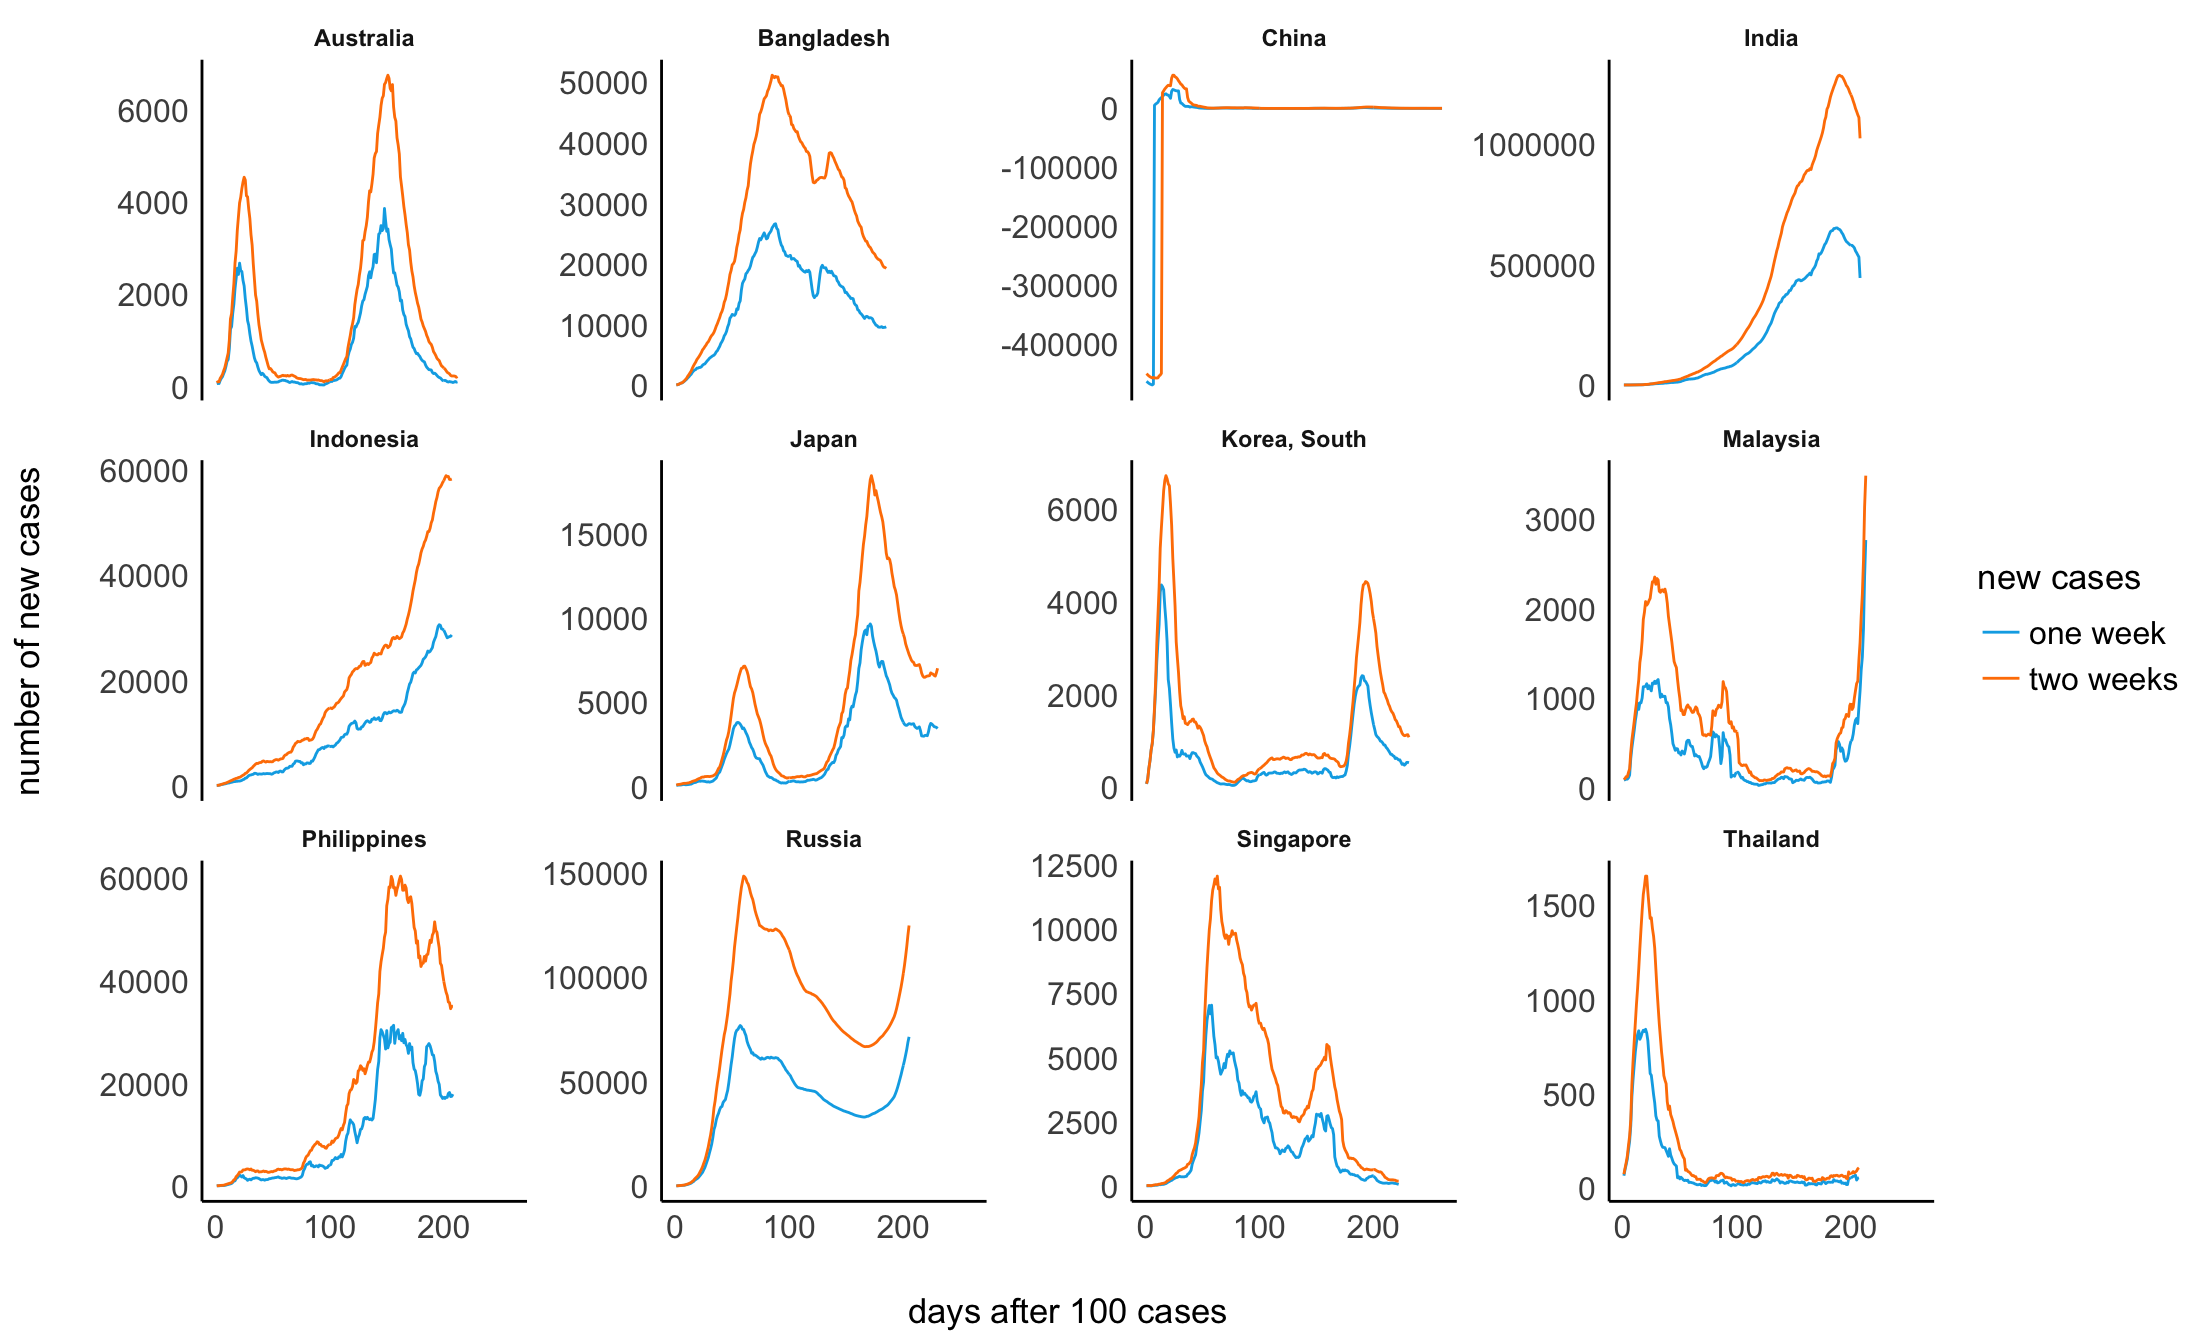 Australia
Bangladesh
China
India
6000
4000
2000
0
50000
40000
30000
20000
10000
0
0
-100000
-200000
-300000
-400000
1000000
500000
0
Indonesia
Japan
Korea, South
Malaysia
60000
40000
20000
0
15000
10000
5000
0
6000
4000
2000
0
3000
2000
1000
0
Philippines
Russia
Singapore
Thailand
60000
40000
20000
0
150000
100000
50000
0
12500
10000
7500
5000
2500
0
1500
1000
500
0
0 100 200
0 100 200
0 100 200
0 100 200
number of new cases
days after 100 cases
new cases
one week
two weeks